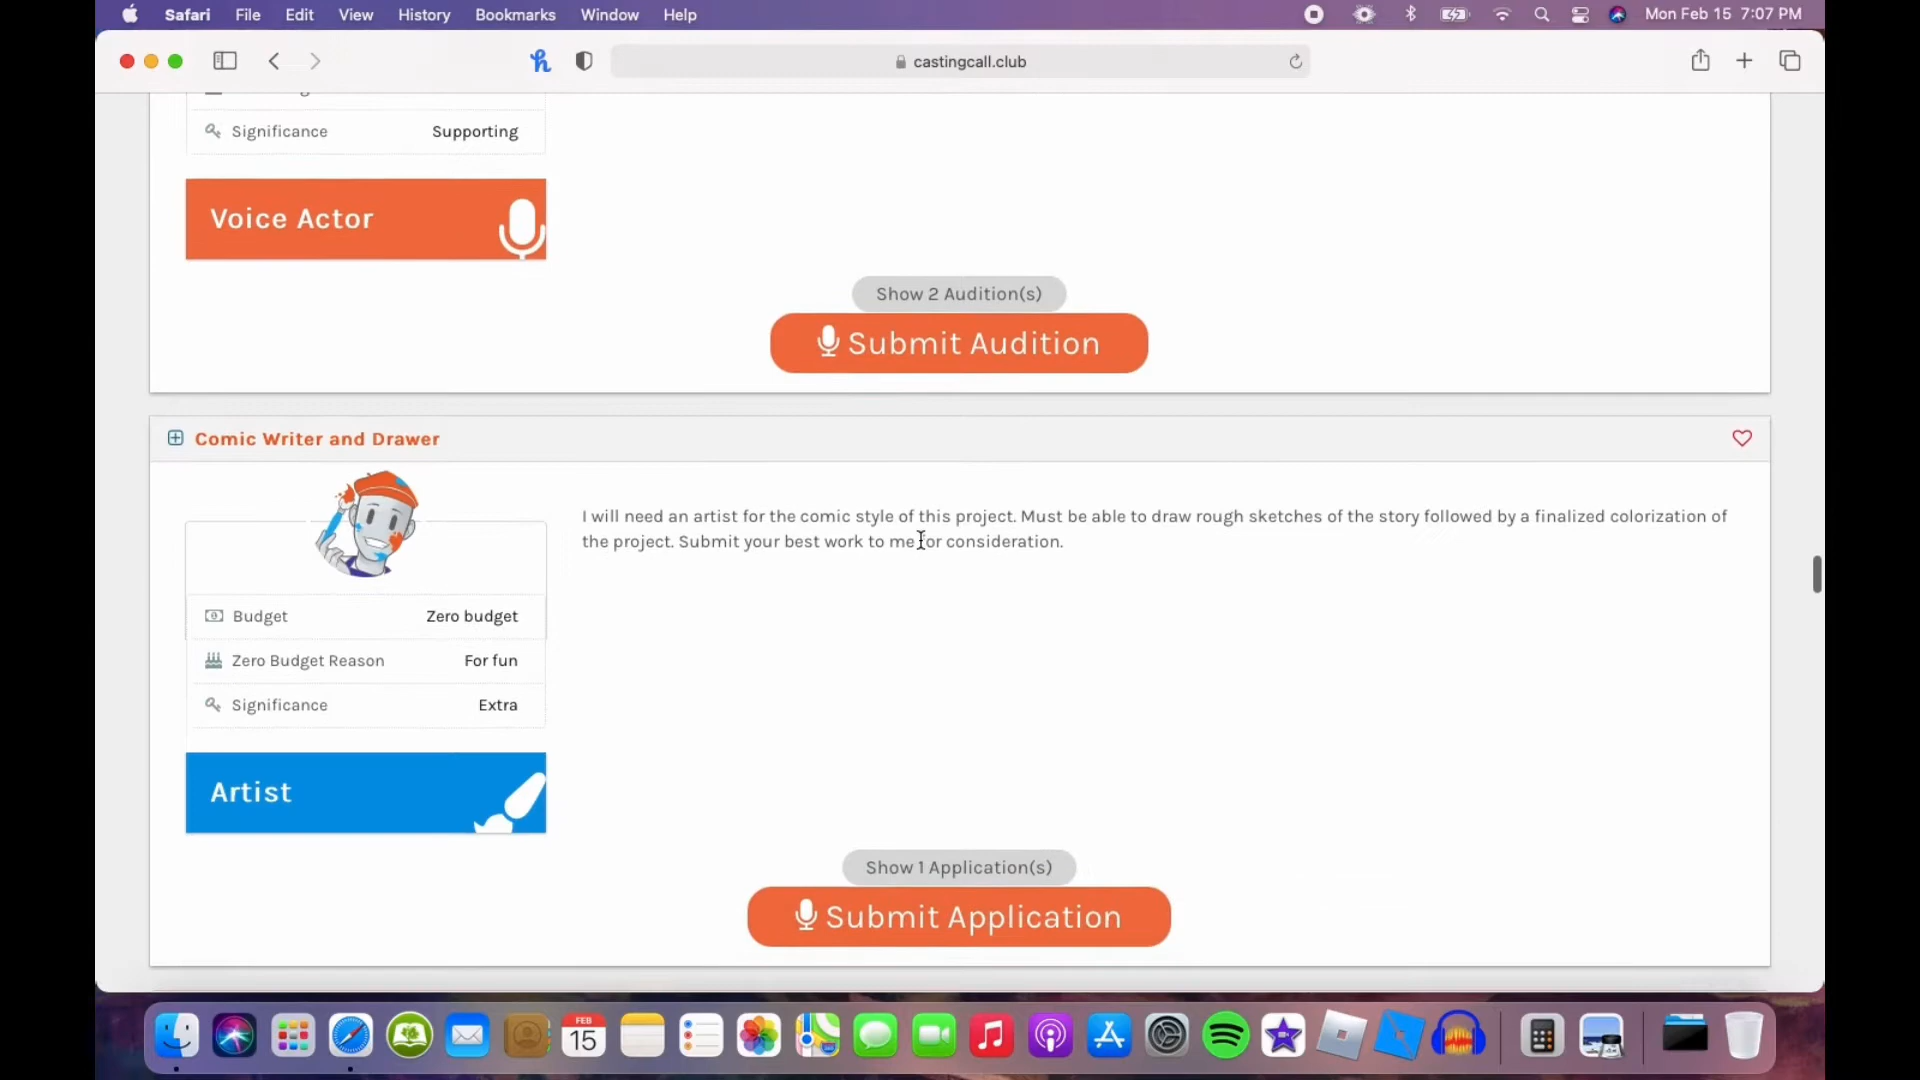 Safari File Edit View History Bookmarks Window Help Mon Feb 15 7:07 PM
castingcall.club
Significance Supporting
Voice Actor
Show 2 Audition(s)
Submit Audition
Comic Writer and Drawer
I will need an artist for the comic style of this project. Must be able to draw rough sketches of the story followed by a finalized colorization of
the project. Submit your best work to me for consideration.
Budget Zero budget
Zero Budget Reason For fun
Significance Extra
Artist
Show 1 Application(s)
Submit Application
FEB
15